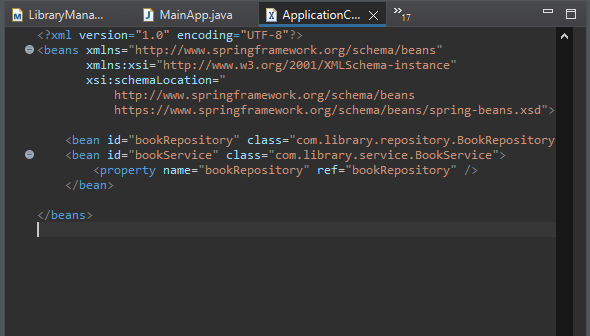 LibraryMana... MainApp.java ApplicationC... »17
<?xml version="1.0" encoding="UTF-8"?>
<beans xmlns="http://www.springframework.org/schema/beans"
       xmlns:xsi="http://www.w3.org/2001/XMLSchema-instance"
       xsi:schemaLocation="
           http://www.springframework.org/schema/beans
           https://www.springframework.org/schema/beans/spring-beans.xsd">
    <bean id="bookRepository" class="com.library.repository.BookRepository
    <bean id="bookService" class="com.library.service.BookService">
        <property name="bookRepository" ref="bookRepository" />
    </bean>
</beans>